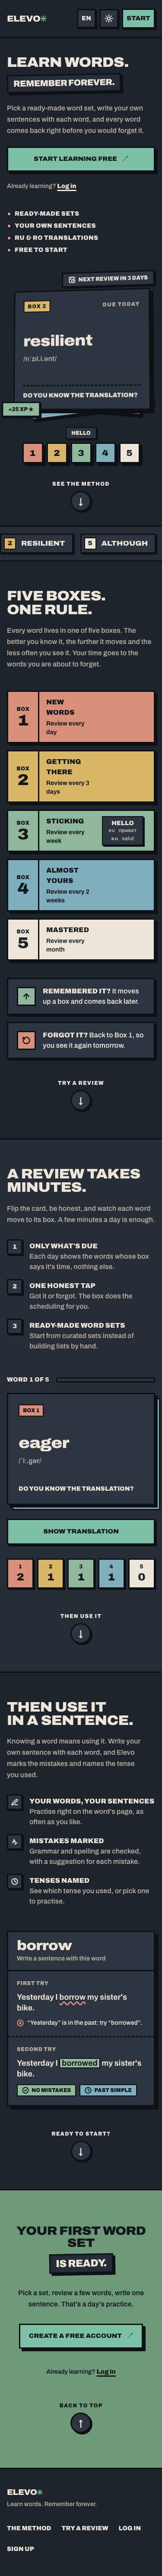 ELEVO✳ EN START
LEARN WORDS.
REMEMBER FOREVER.
Pick a ready-made word set, write your own
sentences with each word, and every word
comes back right before you would forget it.
START LEARNING FREE
Already learning? Log in
READY-MADE SETS
YOUR OWN SENTENCES
RU & RO TRANSLATIONS
FREE TO START
NEXT REVIEW IN 3 DAYS
BOX 2 DUE TODAY
resilient
/rɪˈzɪl.i.ənt/
DO YOU KNOW THE TRANSLATION?
+25 XP ★
HELLO
1 2 3 4 5
SEE THE METHOD
2 RESILIENT 5 ALTHOUGH
FIVE BOXES.
ONE RULE.
Every word lives in one of five boxes. The
better you know it, the further it moves and the
less often you see it. Your time goes to the
words you are about to forget.
BOX 1
NEW
WORDS
Review every
day
BOX 2
GETTING
THERE
Review every 3
days
BOX 3
STICKING
Review every
week
HELLO
RU привет
RO salut
BOX 4
ALMOST
YOURS
Review every 2
weeks
BOX 5
MASTERED
Review every
month
REMEMBERED IT? It moves
up a box and comes back later.
FORGOT IT? Back to Box 1, so
you see it again tomorrow.
TRY A REVIEW
A REVIEW TAKES
MINUTES.
Flip the card, be honest, and watch each word
move to its box. A few minutes a day is enough.
1 ONLY WHAT'S DUE
Each day shows the words whose box
says it's time, nothing else.
2 ONE HONEST TAP
Got it or forgot. The box does the
scheduling for you.
3 READY-MADE WORD SETS
Start from curated sets instead of
building lists by hand.
WORD 1 OF 5
BOX 1
eager
/ˈiː.ɡər/
DO YOU KNOW THE TRANSLATION?
SHOW TRANSLATION
1 2 3 4 5
2 1 1 1 0
THEN USE IT
THEN USE IT
IN A SENTENCE.
Knowing a word means using it. Write your
own sentence with each word, and Elevo
marks the mistakes and names the tense
you used.
YOUR WORDS, YOUR SENTENCES
Practise right on the word's page, as
often as you like.
MISTAKES MARKED
Grammar and spelling are checked,
with a suggestion for each mistake.
TENSES NAMED
See which tense you used, or pick one
to practise.
borrow
Write a sentence with this word
FIRST TRY
Yesterday I borrow my sister's
bike.
“Yesterday” is in the past: try “borrowed”.
SECOND TRY
Yesterday I borrowed my sister's
bike.
NO MISTAKES PAST SIMPLE
READY TO START?
YOUR FIRST WORD
SET
IS READY.
Pick a set, review a few words, write one
sentence. That's a day's practice.
CREATE A FREE ACCOUNT
Already learning? Log in
BACK TO TOP
ELEVO✳
Learn words. Remember forever.
THE METHOD TRY A REVIEW LOG IN
SIGN UP